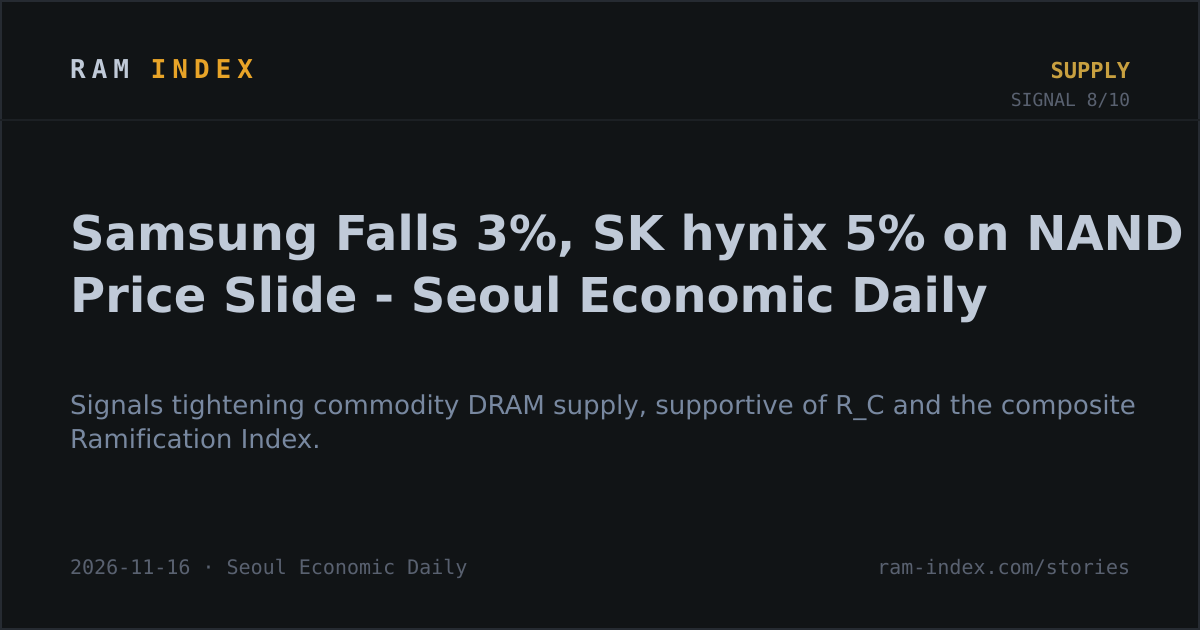 RAM INDEX
SUPPLY
SIGNAL 8/10
Samsung Falls 3%, SK hynix 5% on NAND
Price Slide - Seoul Economic Daily
Signals tightening commodity DRAM supply, supportive of R_C and the composite
Ramification Index.
2026-11-16 · Seoul Economic Daily
ram-index.com/stories